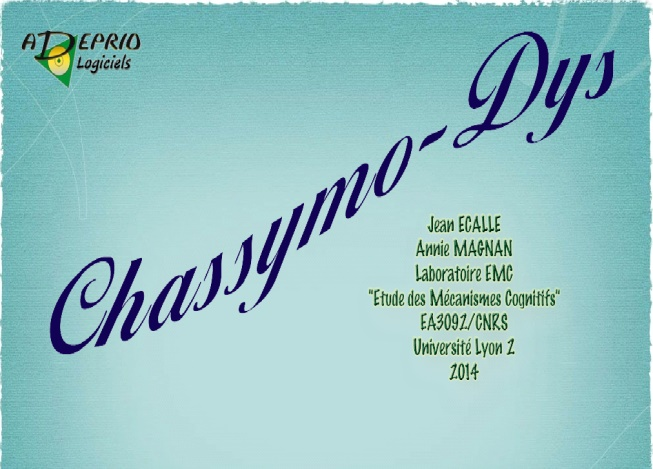 ADEPRIO
Logiciels
Chassymo-Dys
Jean ECALLE
Annie MAGNAN
Laboratoire EMC
"Etude des Mécanismes Cognitifs"
EA3092/CNRS
Université Lyon 2
2014